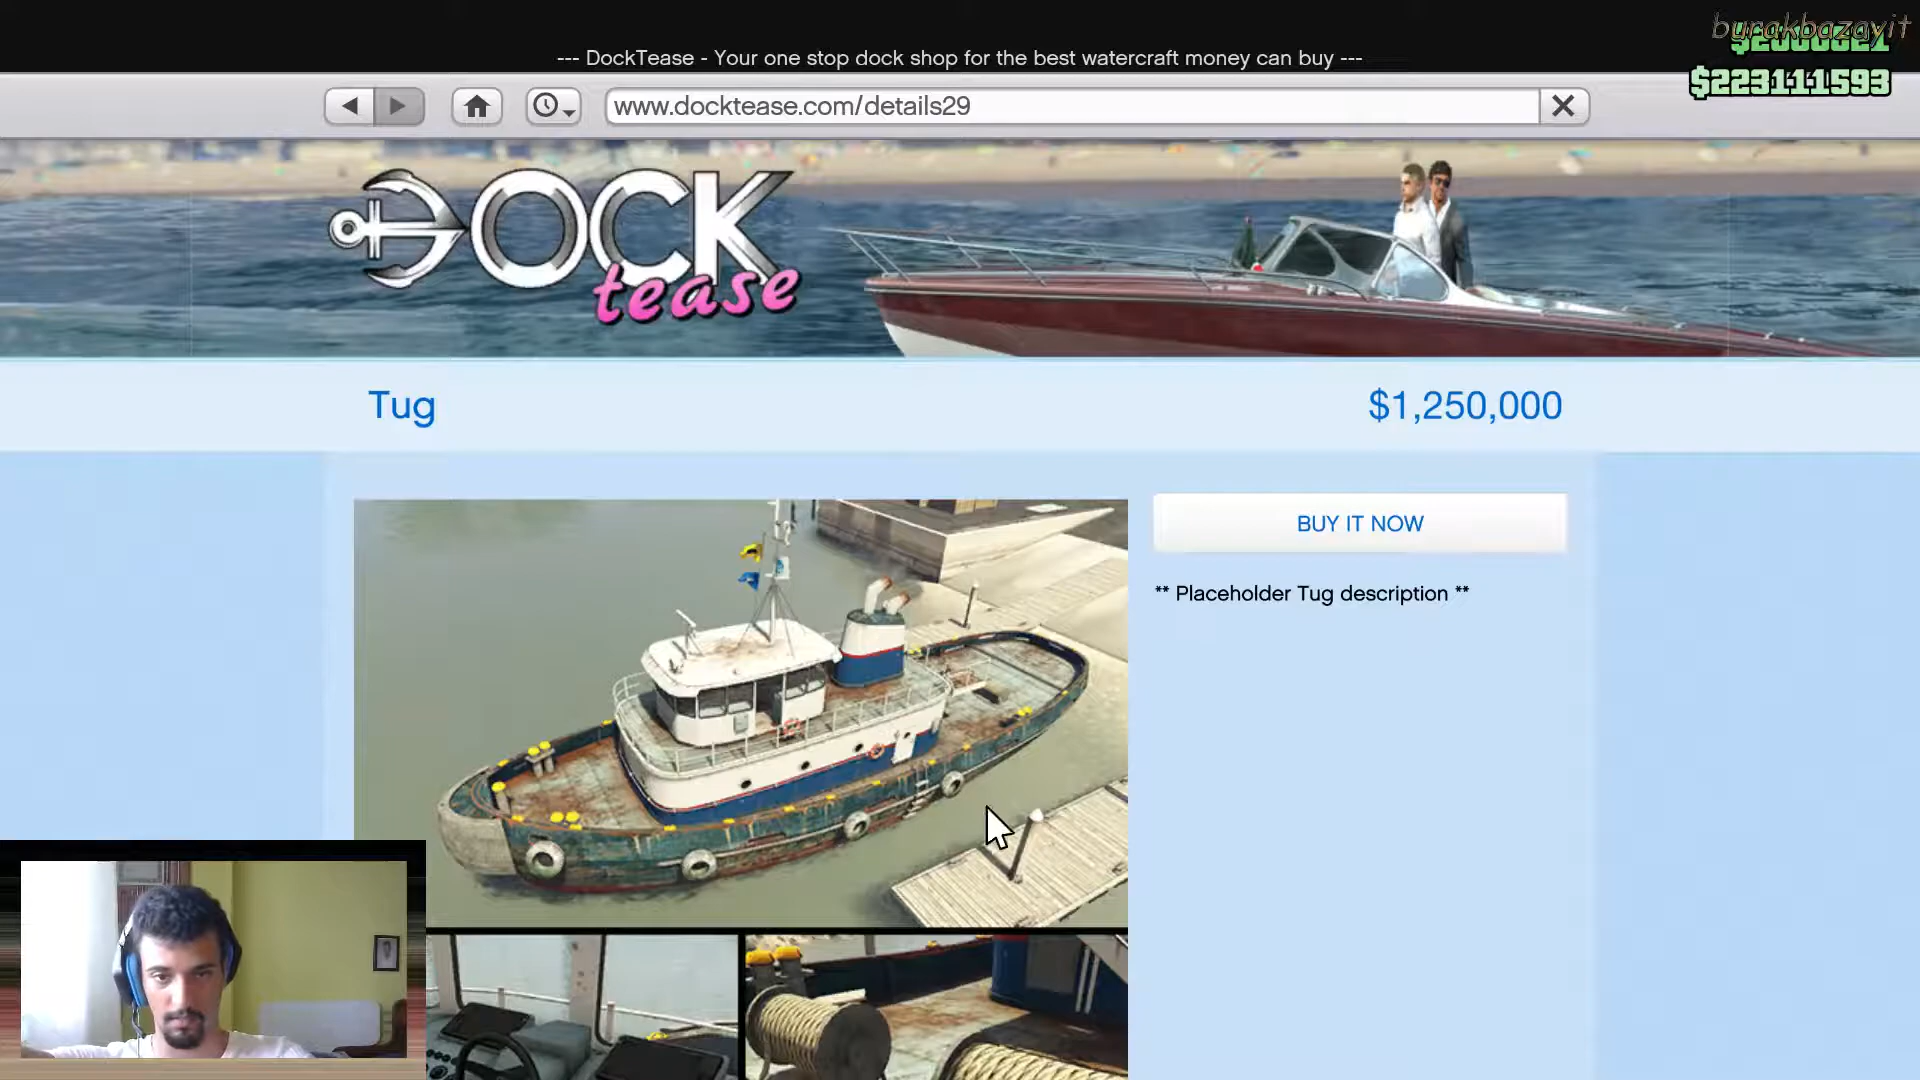 burakbazayit
--- DockTease - Your one stop dock shop for the best watercraft money can buy ---
$223111593
www.docktease.com/details29
DOCK
tease
Tug
$1,250,000
BUY IT NOW
** Placeholder Tug description **